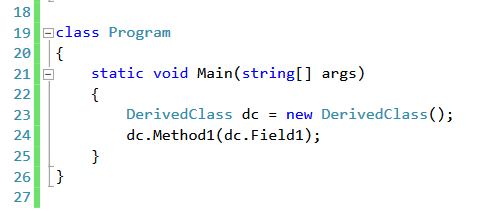 18
19 class Program
20 {
21     static void Main(string[] args)
22     {
23         DerivedClass dc = new DerivedClass();
24         dc.Method1(dc.Field1);
25     }
26 }
27